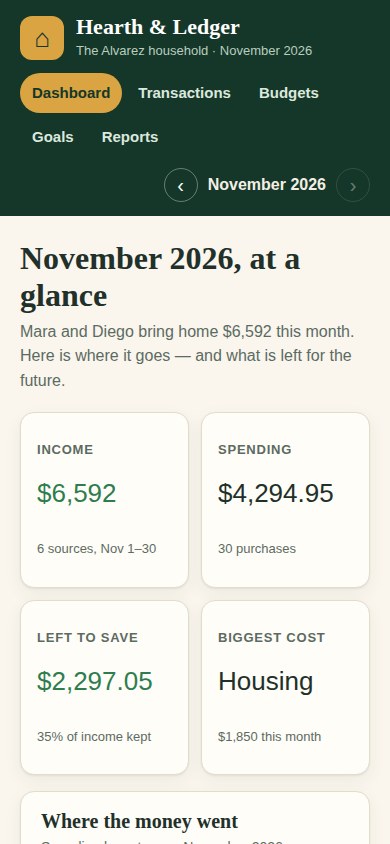 Hearth & Ledger
The Alvarez household · November 2026
Dashboard Transactions Budgets
Goals Reports
‹ November 2026 ›
November 2026, at a
glance
Mara and Diego bring home $6,592 this month.
Here is where it goes — and what is left for the
future.
INCOME
$6,592
6 sources, Nov 1–30
SPENDING
$4,294.95
30 purchases
LEFT TO SAVE
$2,297.05
35% of income kept
BIGGEST COST
Housing
$1,850 this month
Where the money went